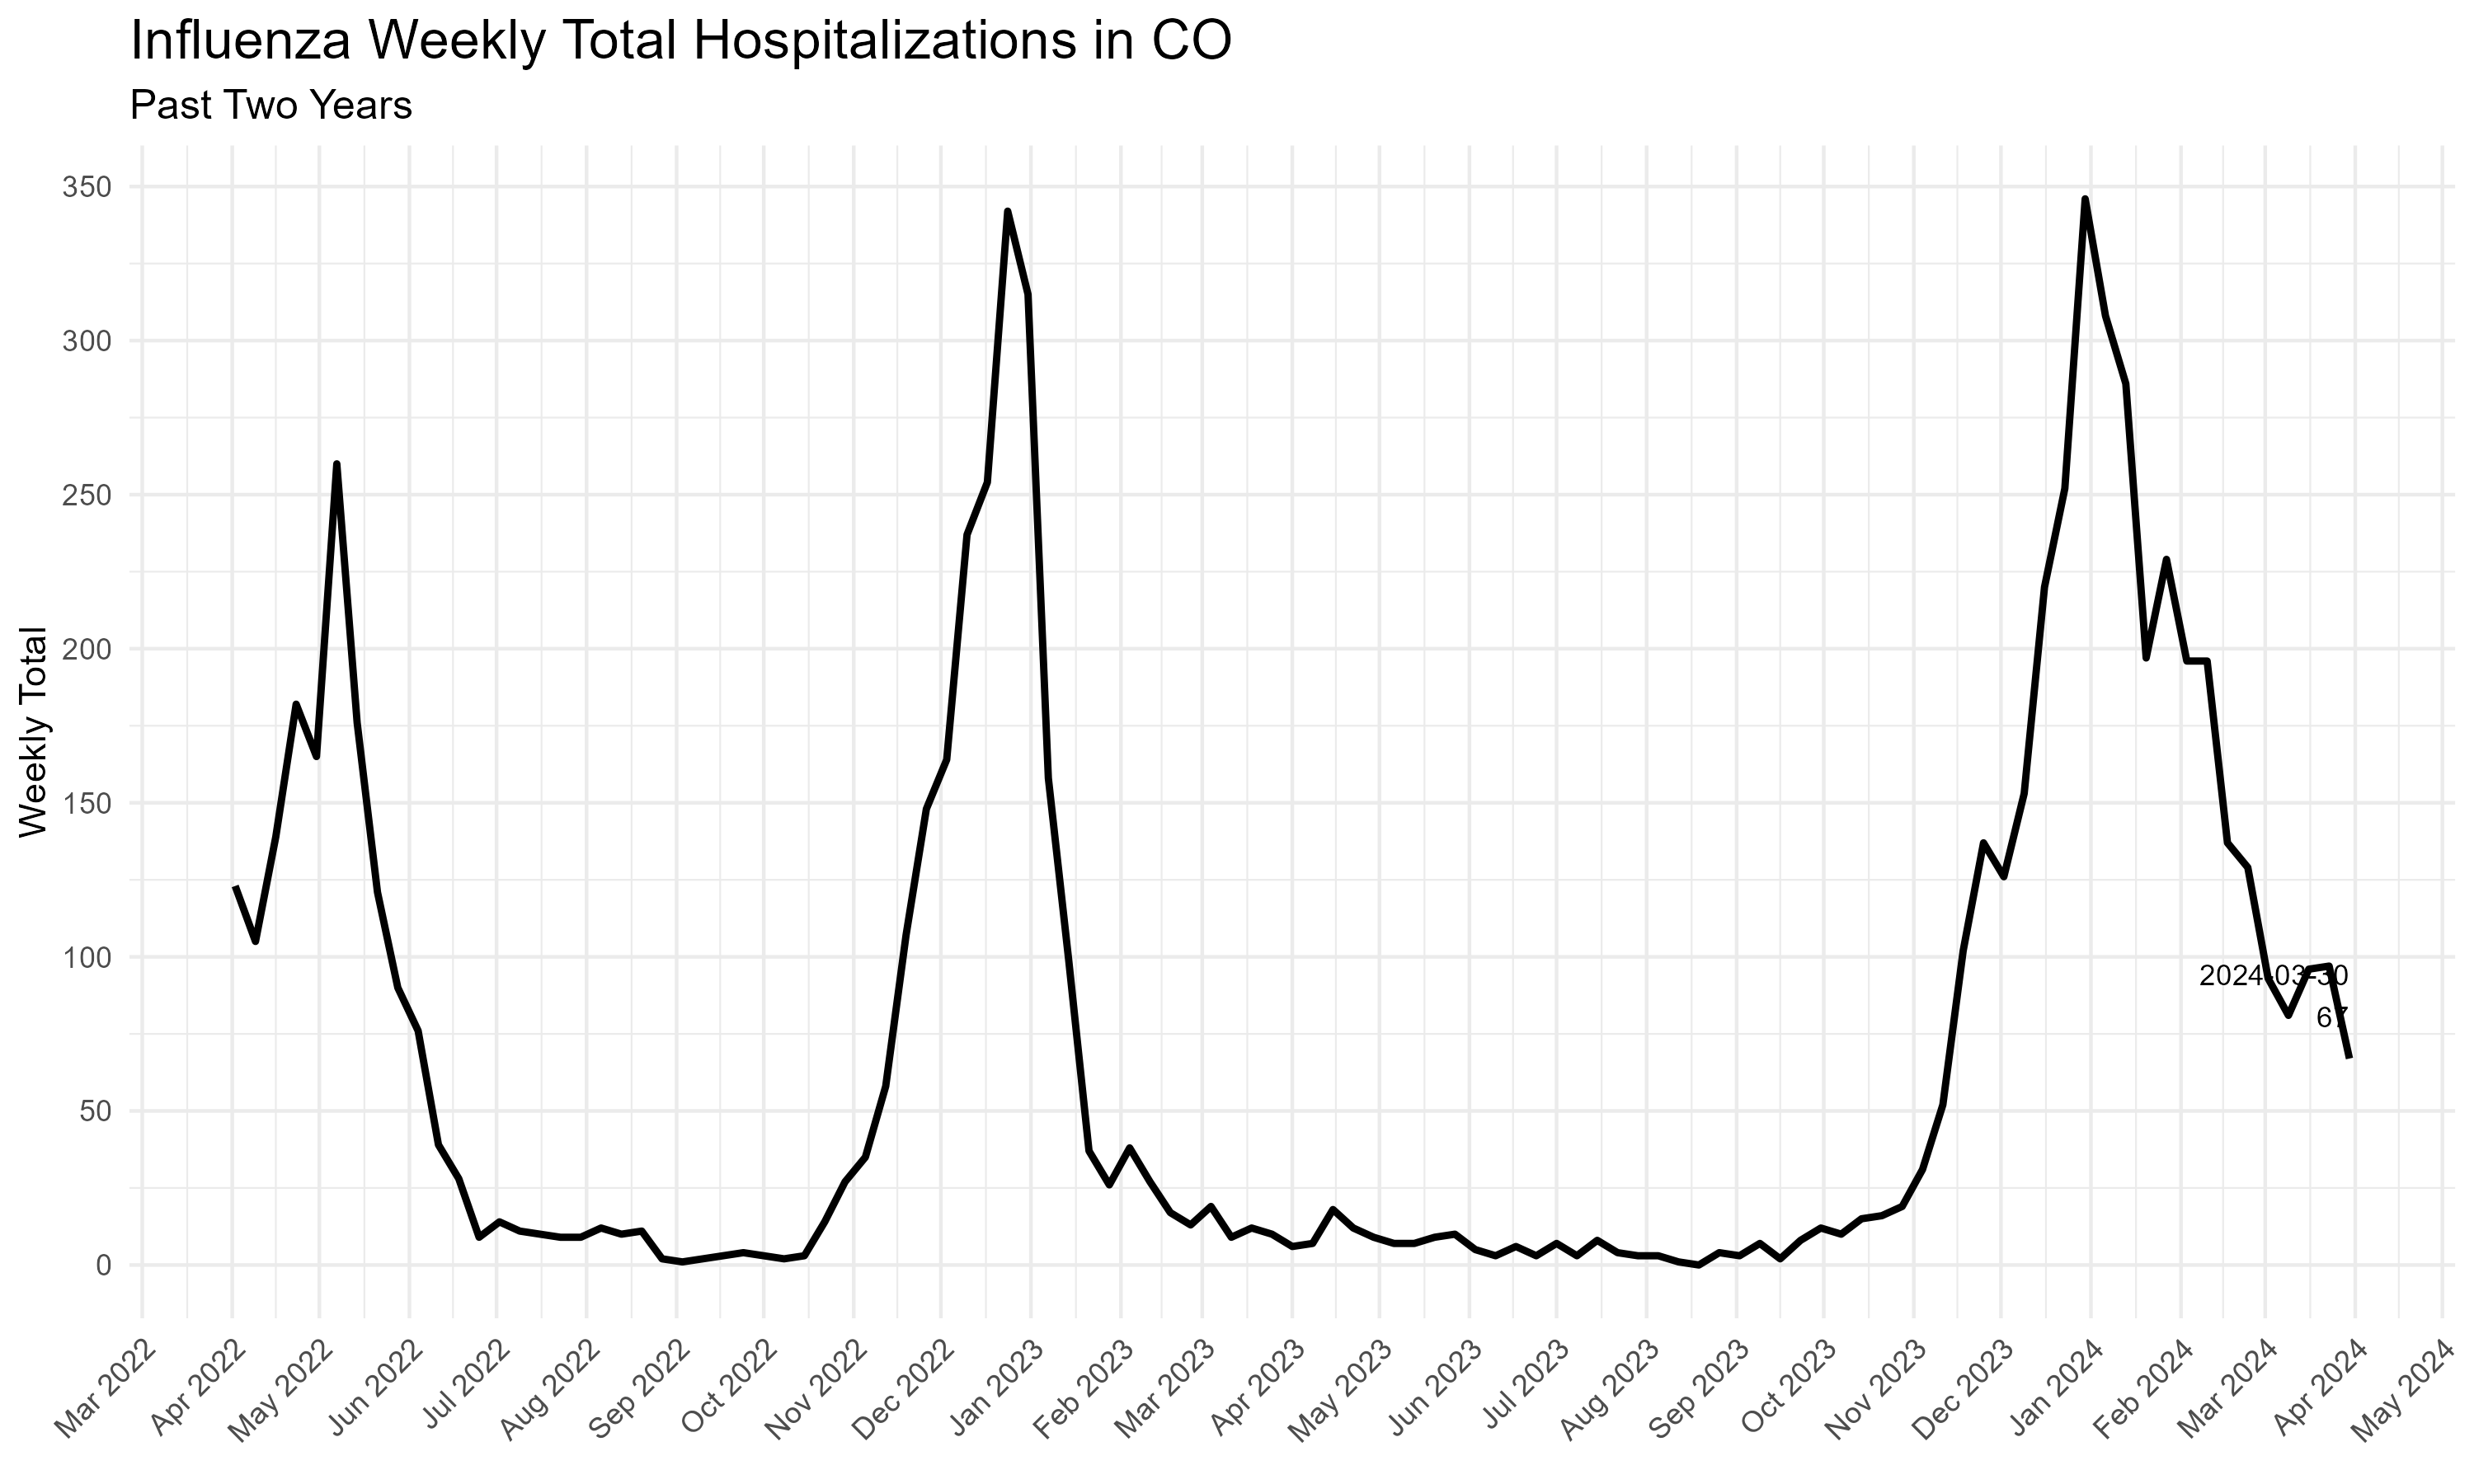 Influenza Weekly Total Hospitalizations in CO
Past Two Years
Weekly Total
350
300
250
200
150
100
50
0
2024-03-30
67
Mar 2022
Apr 2022
May 2022
Jun 2022
Jul 2022
Aug 2022
Sep 2022
Oct 2022
Nov 2022
Dec 2022
Jan 2023
Feb 2023
Mar 2023
Apr 2023
May 2023
Jun 2023
Jul 2023
Aug 2023
Sep 2023
Oct 2023
Nov 2023
Dec 2023
Jan 2024
Feb 2024
Mar 2024
Apr 2024
May 2024